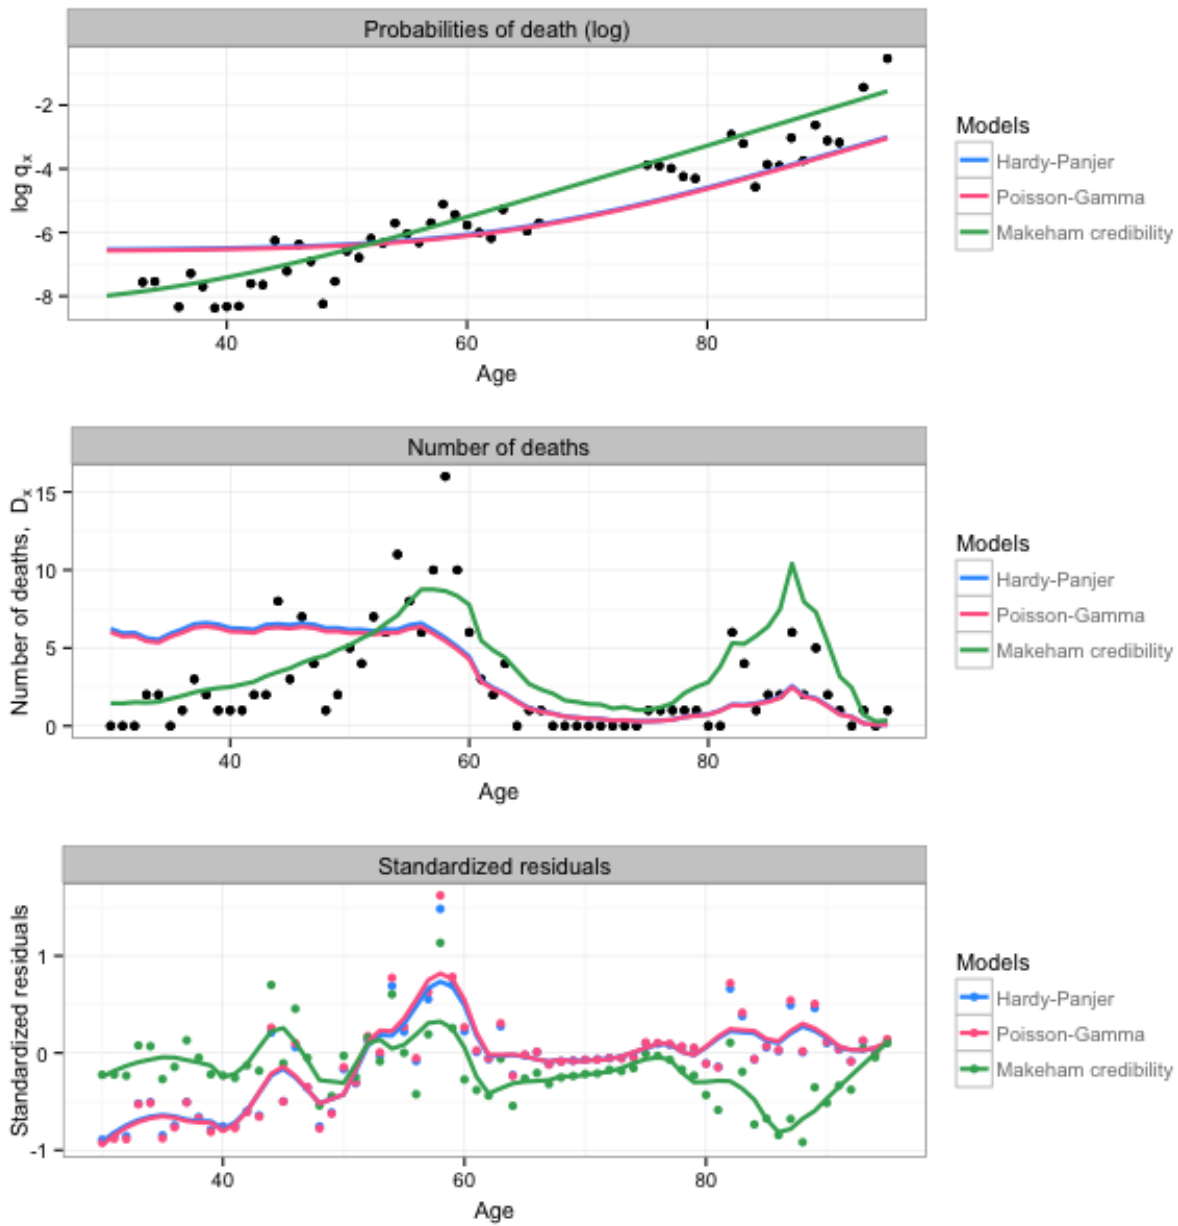 Probabilities of death (log)
-2
-4
-6
-8
log qx
40
60
80
Age
Models
Hardy-Panjer
Poisson-Gamma
Makeham credibility
Number of deaths
15
10
5
0
Number of deaths, Dx
40
60
80
Age
Models
Hardy-Panjer
Poisson-Gamma
Makeham credibility
Standardized residuals
1
0
-1
Standardized residuals
40
60
80
Age
Models
Hardy-Panjer
Poisson-Gamma
Makeham credibility